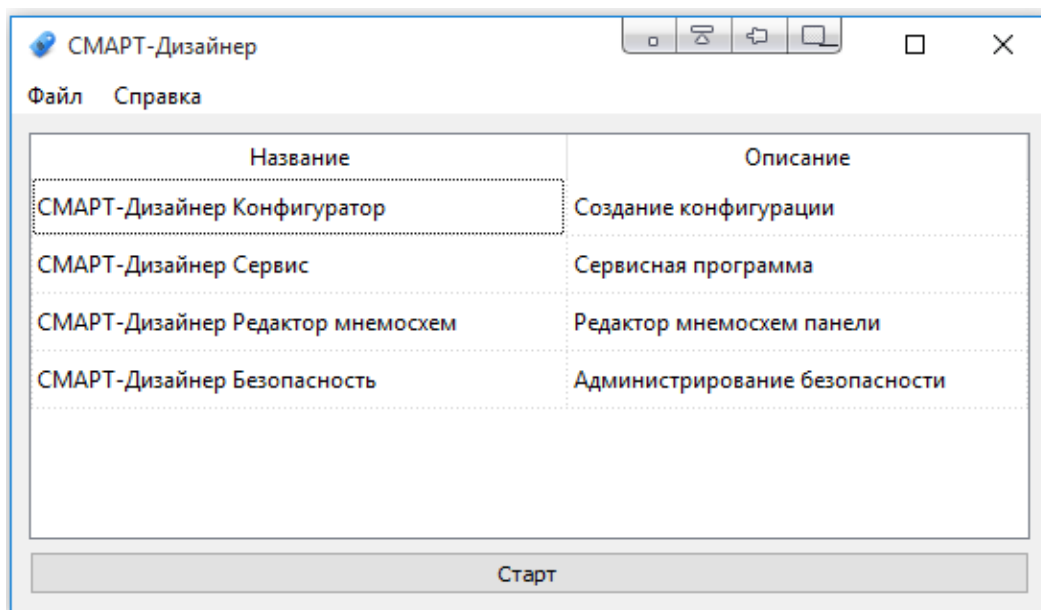 СМАРТ-Дизайнер
Файл Справка
Название Описание
СМАРТ-Дизайнер Конфигуратор Создание конфигурации
СМАРТ-Дизайнер Сервис Сервисная программа
СМАРТ-Дизайнер Редактор мнемосхем Редактор мнемосхем панели
СМАРТ-Дизайнер Безопасность Администрирование безопасности
Старт